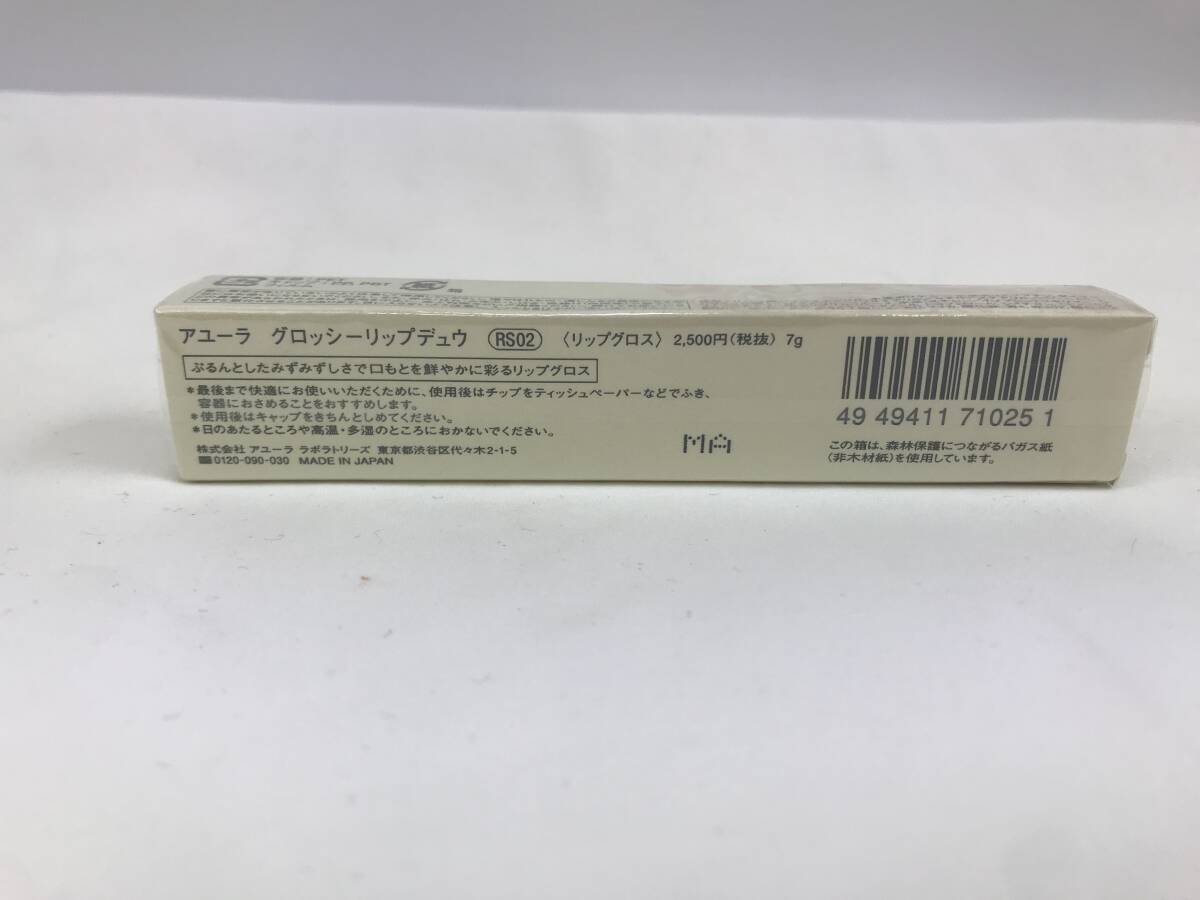 PP, PBT
アユーラ グロッシーリップデュウ RS02 〈リップグロス〉 2,500円(税抜) 7g
ぷるんとしたみずみずしさで口もとを鮮やかに彩るリップグロス
*最後まで快適にお使いいただくために、使用後はチップをティッシュペーパーなどでふき、
容器におさめることをおすすめします。
*使用後はキャップをきちんとしめてください。
*日のあたるところや高温・多湿のところにおかないでください。
株式会社 アユーラ ラボラトリーズ 東京都渋谷区代々木2-1-5
0120-090-030 MADE IN JAPAN
MA
49 49411 71025 1
この箱は、森林保護につながるバガス紙
(非木材紙)を使用しています。